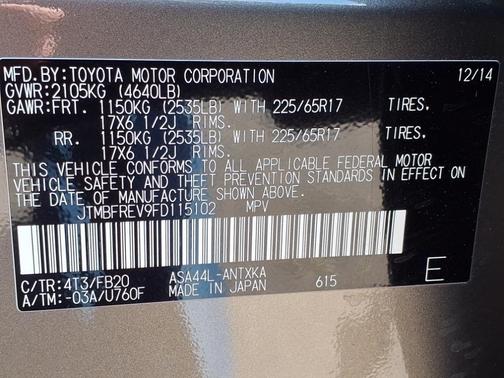 MFD. BY: TOYOTA MOTOR CORPORATION 12/14
GVWR: 2105KG (4640LB)
GAWR: FRT. 1150KG (2535LB) WITH 225/65R17 TIRES,
17X6 1/2J RIMS.
RR. 1150KG (2535LB) WITH 225/65R17 TIRES,
17X6 1/2J RIMS.
THIS VEHICLE CONFORMS TO ALL APPLICABLE FEDERAL MOTOR
VEHICLE SAFETY AND THEFT PREVENTION STANDARDS IN EFFECT ON
THE DATE OF MANUFACTURE SHOWN ABOVE.
JTMBFREV9FD115102 MPV
C/TR: 4T3/FB20 ASA44L-ANTXKA 615 E
A/TM: -03A/U760F MADE IN JAPAN